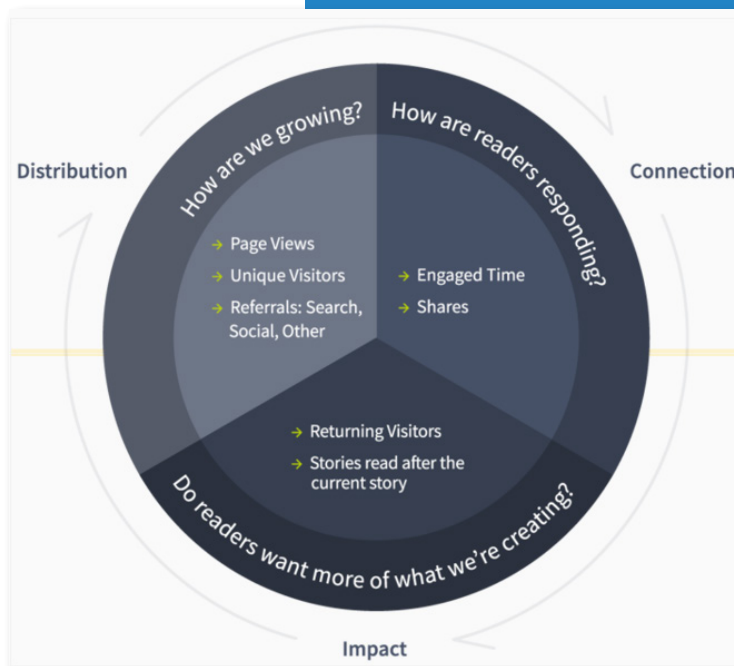 How are we growing?
How are readers responding?
Distribution
Connection
→ Page Views
→ Unique Visitors
→ Referrals: Search,
Social, Other
→ Engaged Time
→ Shares
→ Returning Visitors
→ Stories read after the
current story
Do readers want more of what we’re creating?
Impact